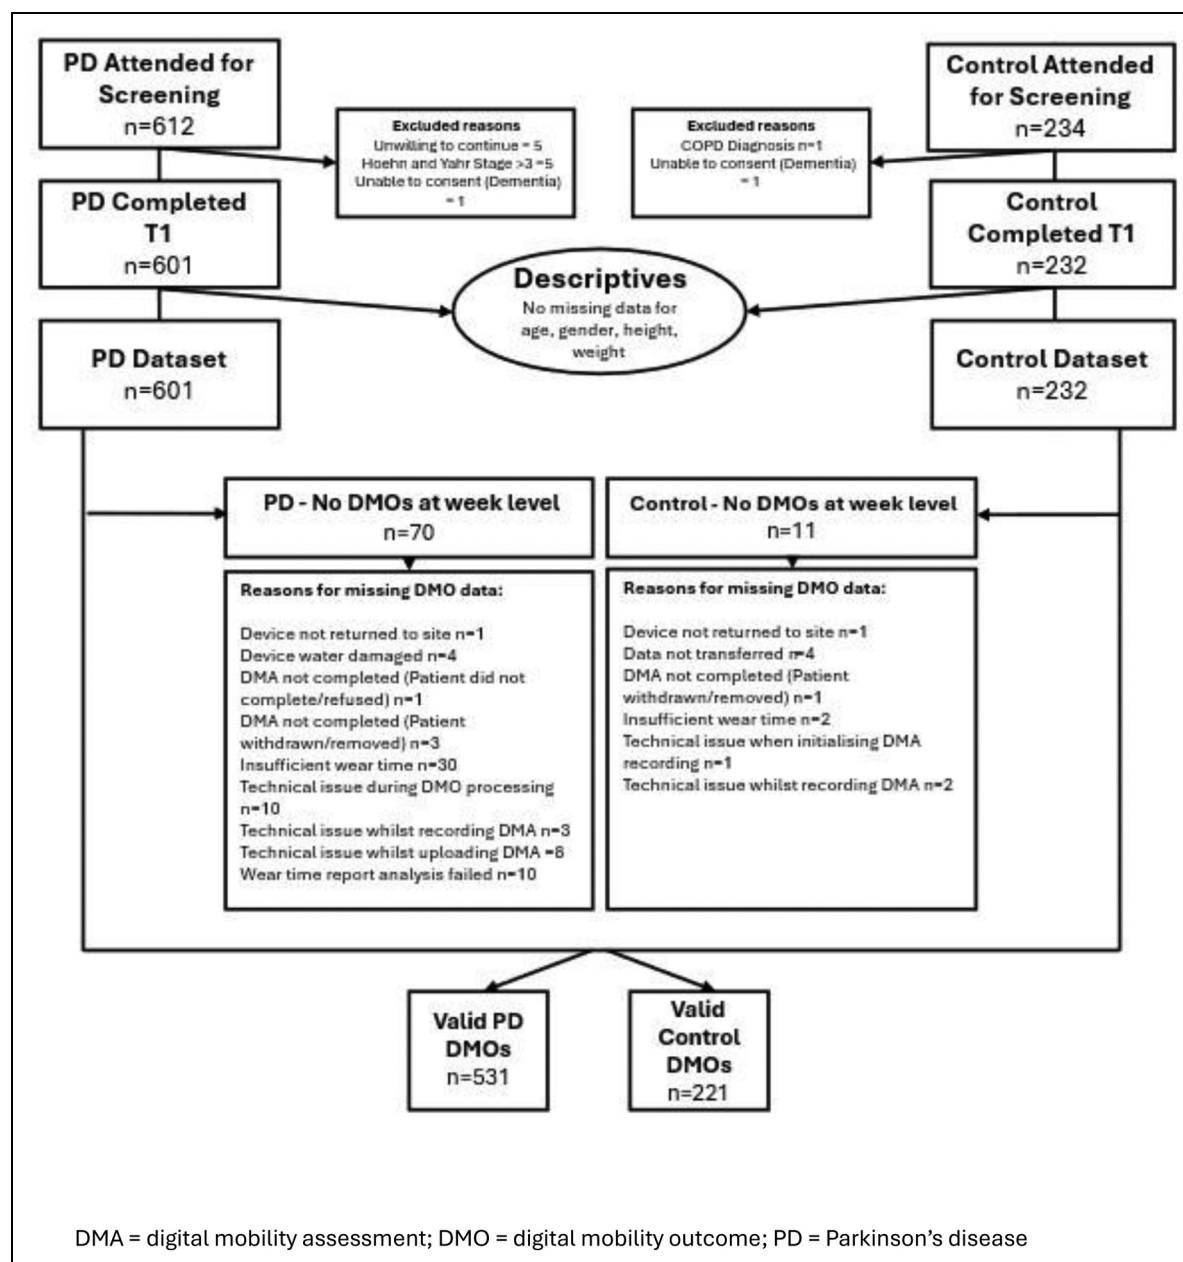 PD Attended for
Screening
n=612
Control Attended
for Screening
n=234
Excluded reasons
Unwilling to continue = 5
Hoehn and Yahr Stage >3 =5
Unable to consent (Dementia)
= 1
Excluded reasons
COPD Diagnosis n=1
Unable to consent (Dementia)
= 1
PD Completed
T1
n=601
Control
Completed T1
n=232
Descriptives
No missing data for
age, gender, height,
weight
PD Dataset
n=601
Control Dataset
n=232
PD - No DMOs at week level
n=70
Control - No DMOs at week level
n=11
Reasons for missing DMO data:
Device not returned to site n=1
Device water damaged n=4
DMA not completed (Patient did not
complete/refused) n=1
DMA not completed (Patient
withdrawn/removed) n=3
Insufficient wear time n=30
Technical issue during DMO processing
n=10
Technical issue whilst recording DMA n=3
Technical issue whilst uploading DMA =8
Wear time report analysis failed n=10
Reasons for missing DMO data:
Device not returned to site n=1
Data not transferred n=4
DMA not completed (Patient
withdrawn/removed) n=1
Insufficient wear time n=2
Technical issue when initialising DMA
recording n=1
Technical issue whilst recording DMA n=2
Valid PD
DMOs
n=531
Valid
Control
DMOs
n=221
DMA = digital mobility assessment; DMO = digital mobility outcome; PD = Parkinson’s disease